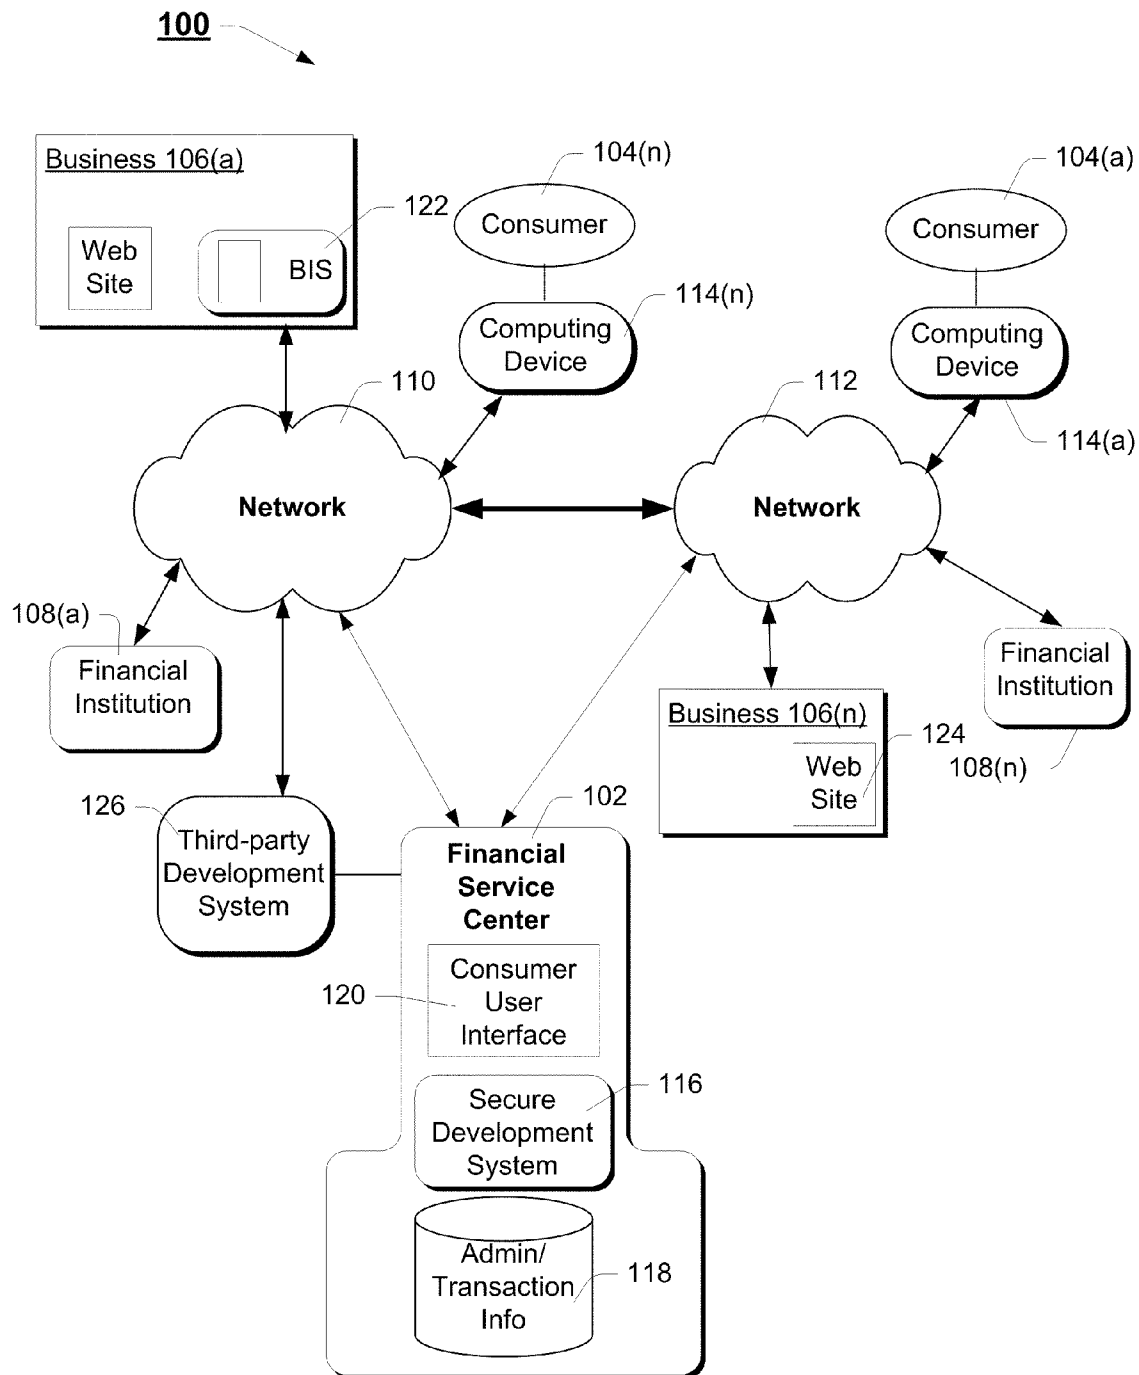 100
Business 106(a)
Web
Site
122
BIS
104(n)
Consumer
114(n)
Computing
Device
104(a)
Consumer
Computing
Device
114(a)
110
Network
112
Network
108(a)
Financial
Institution
Business 106(n)
124
Web
Site
Financial
Institution
108(n)
126
Third-party
Development
System
102
Financial
Service
Center
120
Consumer
User
Interface
116
Secure
Development
System
Admin/
Transaction
Info
118